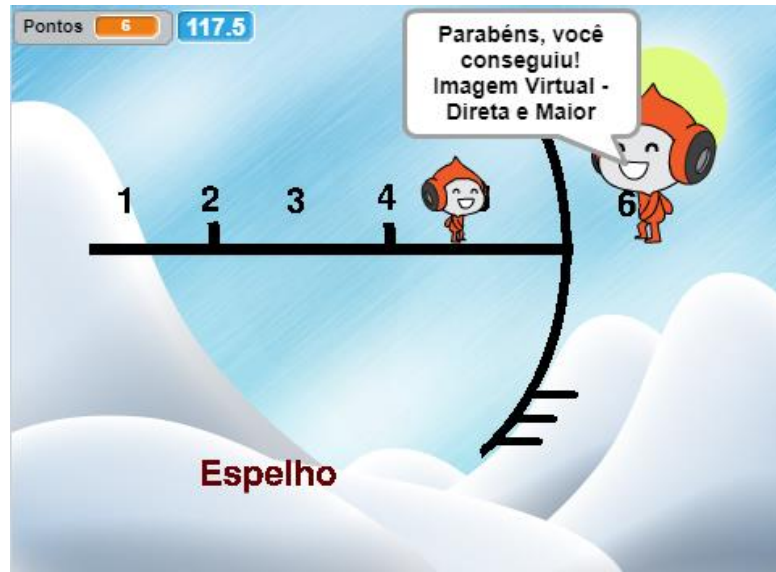 Pontos 6 117.5
Parabéns, você
conseguiu!
Imagem Virtual -
Direta e Maior
1 2 3 4 6
Espelho